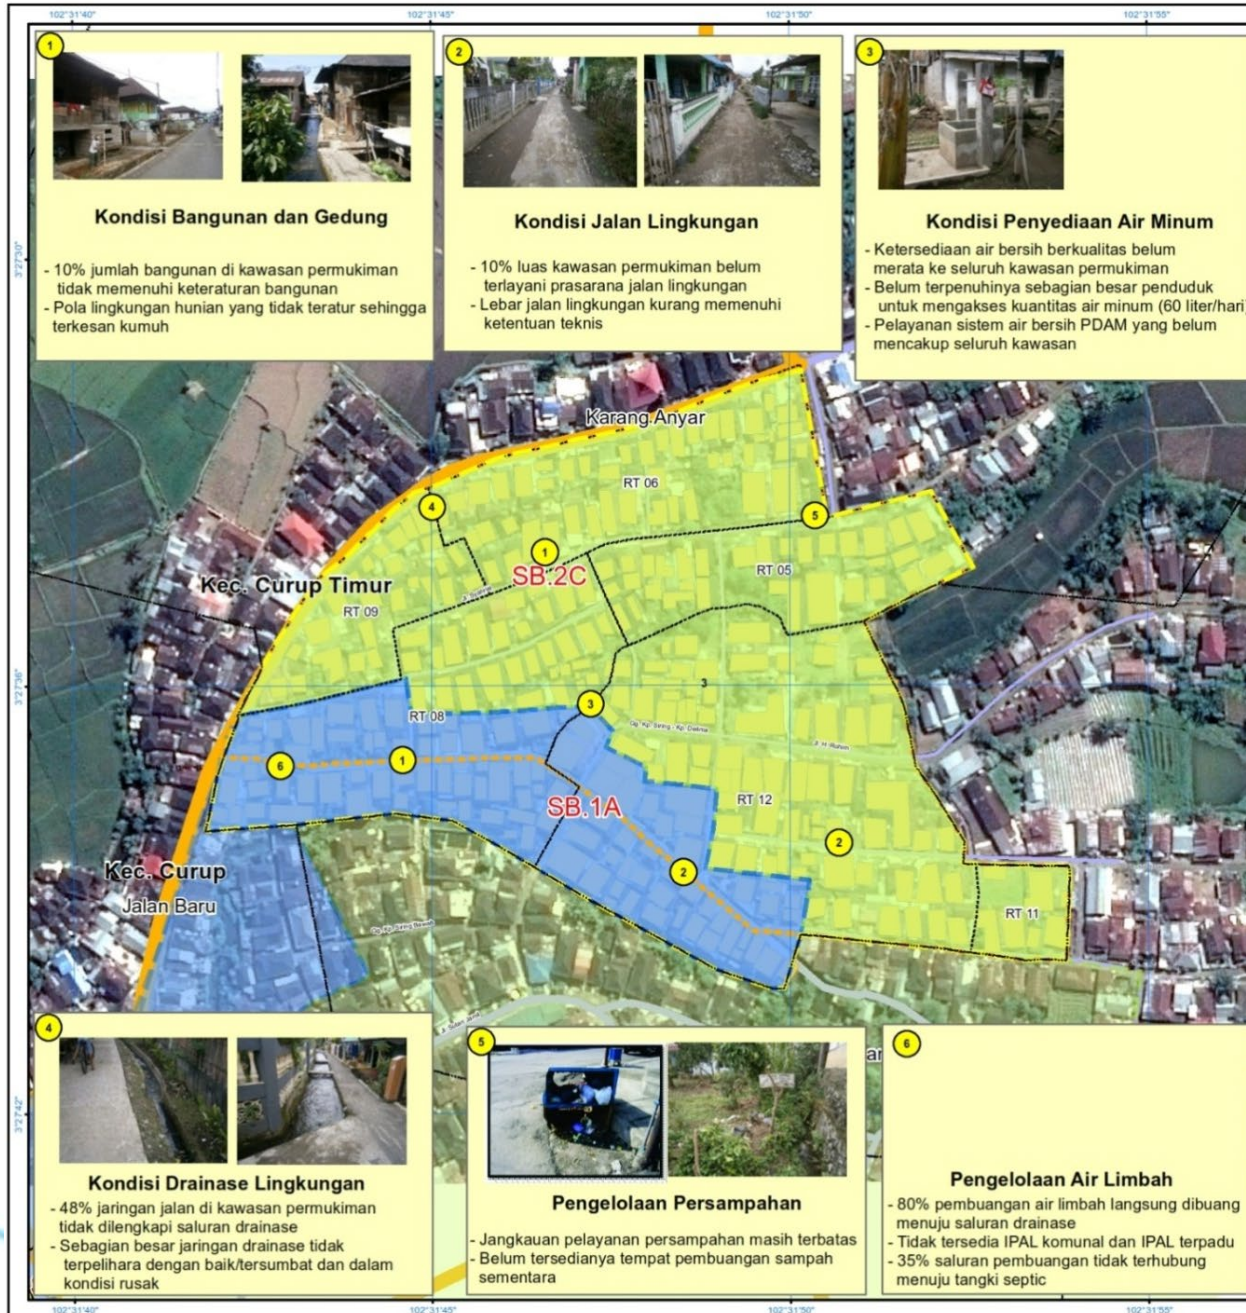 102°31'40"
102°31'45"
102°31'50"
102°31'55"
1
Kondisi Bangunan dan Gedung
- 10% jumlah bangunan di kawasan permukiman
tidak memenuhi keteraturan bangunan
- Pola lingkungan hunian yang tidak teratur sehingga
terkesan kumuh
2
Kondisi Jalan Lingkungan
- 10% luas kawasan permukiman belum
terlayani prasarana jalan lingkungan
- Lebar jalan lingkungan kurang memenuhi
ketentuan teknis
3
Kondisi Penyediaan Air Minum
- Ketersediaan air bersih berkualitas belum
merata ke seluruh kawasan permukiman
- Belum terpenuhinya sebagian besar penduduk
untuk mengakses kuantitas air minum (60 liter/hari)
- Pelayanan sistem air bersih PDAM yang belum
mencakup seluruh kawasan
3°27'30"
Karang Anyar
RT 06
4
5
1
SB.2C
RT 05
Kec. Curup Timur
RT 09
3°27'36"
3
3
RT 08
Gg. Kp. Siring - Kp. Delima
6
1
RT 12
SB.1A
2
Kec. Curup
2
Jalan Baru
RT 11
Gg. Kp. Siring Bawah
4
Kondisi Drainase Lingkungan
- 48% jaringan jalan di kawasan permukiman
tidak dilengkapi saluran drainase
- Sebagian besar jaringan drainase tidak
terpelihara dengan baik/tersumbat dan dalam
kondisi rusak
5
Pengelolaan Persampahan
- Jangkauan pelayanan persampahan masih terbatas
- Belum tersedianya tempat pembuangan sampah
sementara
6
Pengelolaan Air Limbah
- 80% pembuangan air limbah langsung dibuang
menuju saluran drainase
- Tidak tersedia IPAL komunal dan IPAL terpadu
- 35% saluran pembuangan tidak terhubung
menuju tangki septic
3°27'42"
102°31'40"
102°31'45"
102°31'50"
102°31'55"